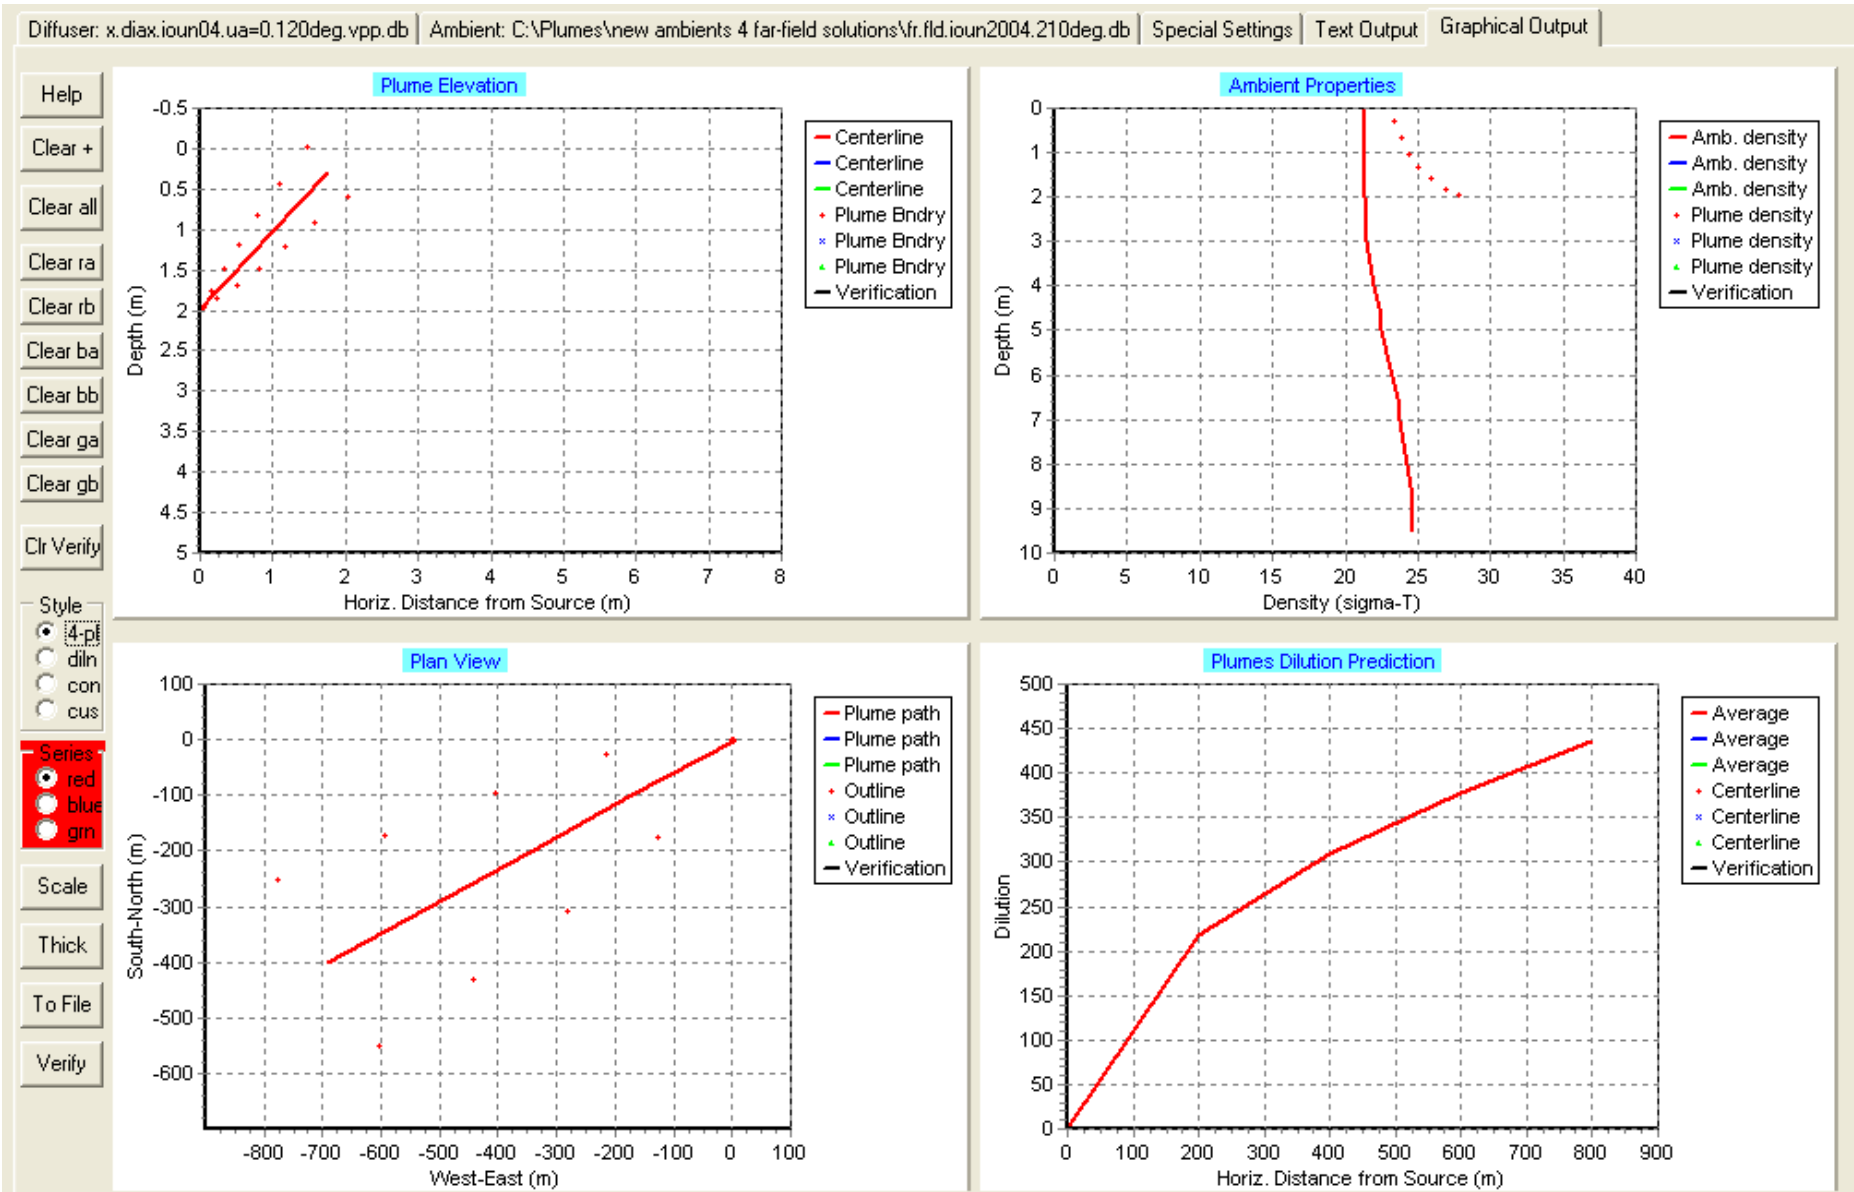 Diffuser: x.diax.ioun04.ua=0.120deg.vpp.db Ambient: C:\Plumes\new ambients 4 far-field solutions\fr.fld.ioun2004.210deg.db Special Settings Text Output Graphical Output
Help
Clear +
Clear all
Clear ra
Clear rb
Clear ba
Clear bb
Clear ga
Clear gb
Clr Verify
Style
4-pl
diln
con
cus
Series
red
blue
grn
Scale
Thick
To File
Verify
Plume Elevation
-0.5
0
0.5
1
1.5
2
2.5
3
3.5
4
4.5
5
Depth (m)
0 1 2 3 4 5 6 7 8
Horiz. Distance from Source (m)
Centerline
Centerline
Centerline
Plume Bndry
Plume Bndry
Plume Bndry
Verification
Ambient Properties
0
1
2
3
4
5
6
7
8
9
10
Depth (m)
0 5 10 15 20 25 30 35 40
Density (sigma-T)
Amb. density
Amb. density
Amb. density
Plume density
Plume density
Plume density
Verification
Plan View
100
0
-100
-200
-300
-400
-500
-600
South-North (m)
-800 -700 -600 -500 -400 -300 -200 -100 0 100
West-East (m)
Plume path
Plume path
Plume path
Outline
Outline
Outline
Verification
Plumes Dilution Prediction
500
450
400
350
300
250
200
150
100
50
0
Dilution
0 100 200 300 400 500 600 700 800 900
Horiz. Distance from Source (m)
Average
Average
Average
Centerline
Centerline
Centerline
Verification